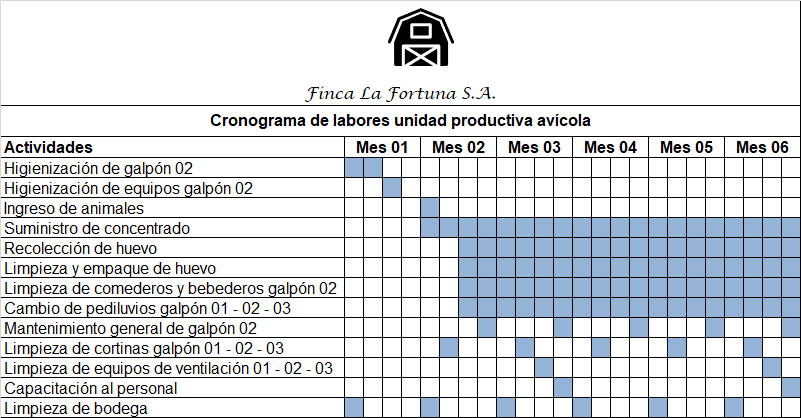 Finca La Fortuna S.A.
Cronograma de labores unidad productiva avícola
Actividades Mes 01 Mes 02 Mes 03 Mes 04 Mes 05 Mes 06
Higienización de galpón 02
Higienización de equipos galpón 02
Ingreso de animales
Suministro de concentrado
Recolección de huevo
Limpieza y empaque de huevo
Limpieza de comederos y bebederos galpón 02
Cambio de pediluvios galpón 01 - 02 - 03
Mantenimiento general de galpón 02
Limpieza de cortinas galpón 01 - 02 - 03
Limpieza de equipos de ventilación 01 - 02 - 03
Capacitación al personal
Limpieza de bodega